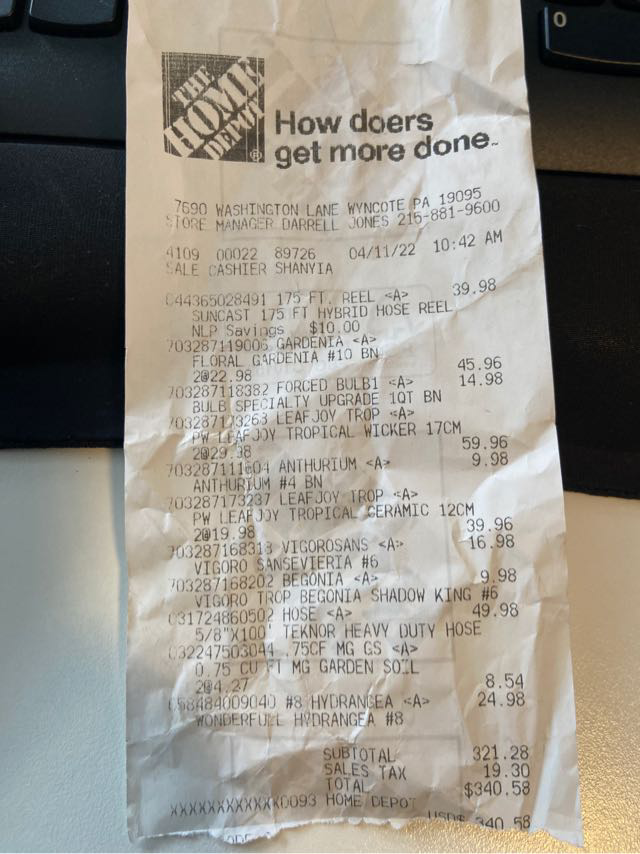 0
THE
HOME
DEPOT
How doers
get more done.
7690 WASHINGTON LANE WYNCOTE PA 19095
STORE MANAGER DARRELL JONES 215-881-9600
4109 00022 89726 04/11/22 10:42 AM
SALE CASHIER SHANYIA
044365028491 175 FT. REEL <A> 39.98
SUNCAST 175 FT HYBRID HOSE REEL
NLP Savings $10.00
703287119006 GARDENIA <A>
FLORAL GARDENIA #10 BN
2@22.98 45.96
703287118382 FORCED BULB1 <A> 14.98
BULB SPECIALTY UPGRADE 1QT BN
703287173263 LEAFJOY TROP <A>
PW LEAFJOY TROPICAL WICKER 17CM
2@29.98 59.96
703287111604 ANTHURIUM <A> 9.98
ANTHURIUM #4 BN
703287173237 LEAFJOY TROP <A>
PW LEAFJOY TROPICAL CERAMIC 12CM
2@19.98 39.96
703287168313 VIGOROSANS <A> 16.98
VIGORO SANSEVIERIA #6
703287168202 BEGONIA <A> 9.98
VIGORO TROP BEGONIA SHADOW KING #6
031724860502 HOSE <A> 49.98
5/8"X100' TEKNOR HEAVY DUTY HOSE
032247503044 .75CF MG GS <A>
0.75 CU FT MG GARDEN SOIL
2@4.27 8.54
058484009040 #8 HYDRANGEA <A> 24.98
WONDERFULL HYDRANGEA #8
SUBTOTAL 321.28
SALES TAX 19.30
TOTAL $340.58
XXXXXXXXXXXX0093 HOME DEPOT
USD$ 340.58